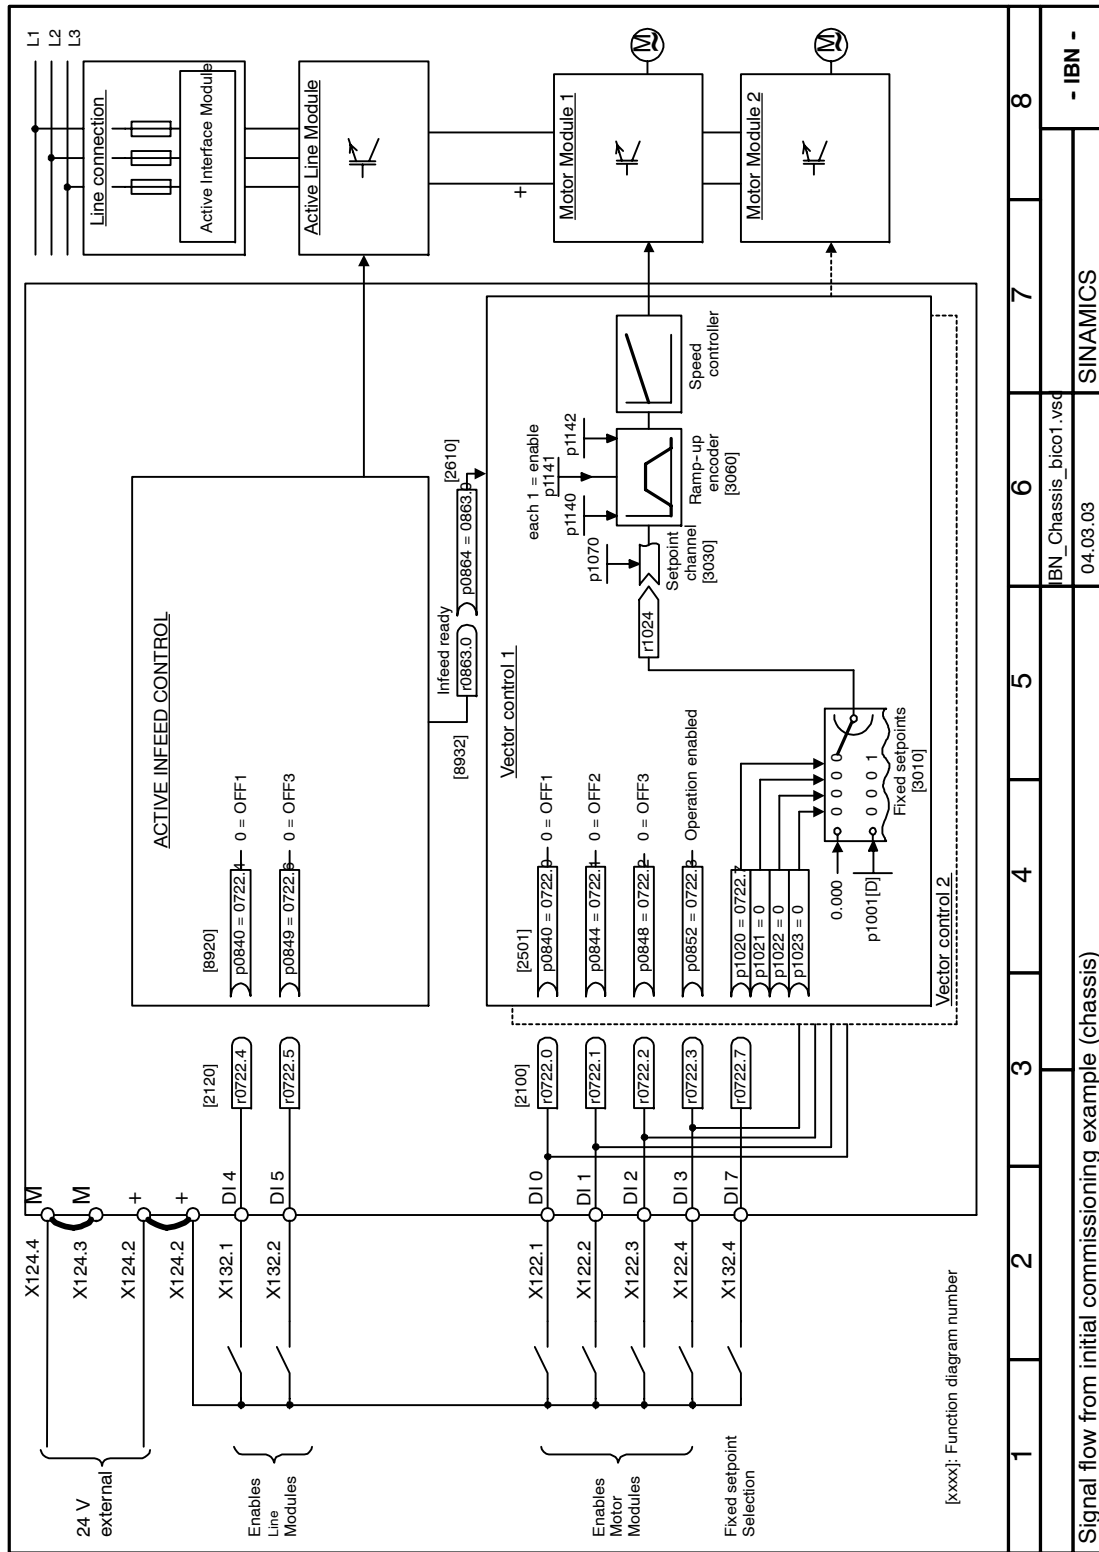 L1
L2
L3
Line connection
Active Interface Module
Active Line Module
+
Motor Module 1
M
Motor Module 2
M
ACTIVE INFEED CONTROL
[8920]
p0840 = 0722.4
0 = OFF1
p0849 = 0722.5
0 = OFF3
[8932]
Infeed ready
r0863.0
p0864 = 0863.0
[2610]
Vector control 1
[2501]
p0840 = 0722.0
0 = OFF1
p0844 = 0722.1
0 = OFF2
p0848 = 0722.2
0 = OFF3
p0852 = 0722.3
Operation enabled
p1020 = 0722.7
p1021 = 0
p1022 = 0
p1023 = 0
0.000
0 0 0 0
p1001[D]
0 0 0 1
Fixed setpoints
[3010]
r1024
p1070
Setpoint
channel
[3030]
each 1 = enable
p1140
p1141
p1142
Ramp-up
encoder
[3060]
Speed
controller
Vector control 2
24 V
external
X124.4
M
X124.3
M
X124.2
+
X124.2
+
Enables
Line
Modules
X132.1
DI 4
[2120]
r0722.4
X132.2
DI 5
r0722.5
Enables
Motor
Modules
X122.1
DI 0
[2100]
r0722.0
X122.2
DI 1
r0722.1
X122.3
DI 2
r0722.2
X122.4
DI 3
r0722.3
Fixed setpoint
Selection
X132.4
DI 7
r0722.7
[xxxx]: Function diagram number
1 2 3 4 5 6 7 8
IBN_Chassis_bico1.vsd
- IBN -
Signal flow from initial commissioning example (chassis)
04.03.03
SINAMICS